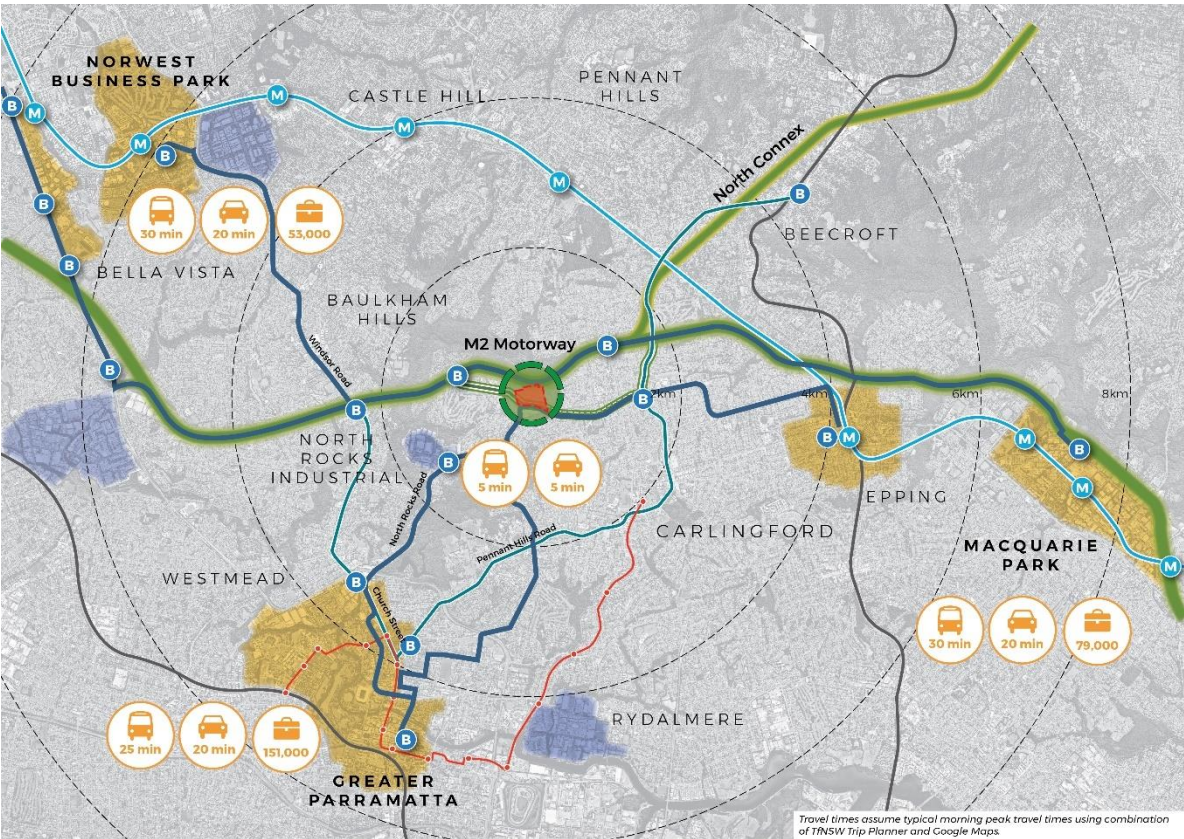 NORWEST
BUSINESS PARK
PENNANT
HILLS
CASTLE HILL
M
B
M
M
M
B
North Connex
M
B
B
30 min
20 min
53,000
BEECROFT
B
BELLA VISTA
BAULKHAM
HILLS
Windsor Road
M2 Motorway
B
B
B
B
B
2km
4km
6km
8km
NORTH
ROCKS
INDUSTRIAL
B
M
M
B
B
5 min
5 min
M
EPPING
North Rocks Road
Pennant Hills Road
CARLINGFORD
MACQUARIE
PARK
M
WESTMEAD
B
Church Street
B
30 min
20 min
79,000
25 min
20 min
151,000
RYDALMERE
B
GREATER
PARRAMATTA
Travel times assume typical morning peak travel times using combination
of TfNSW Trip Planner and Google Maps.